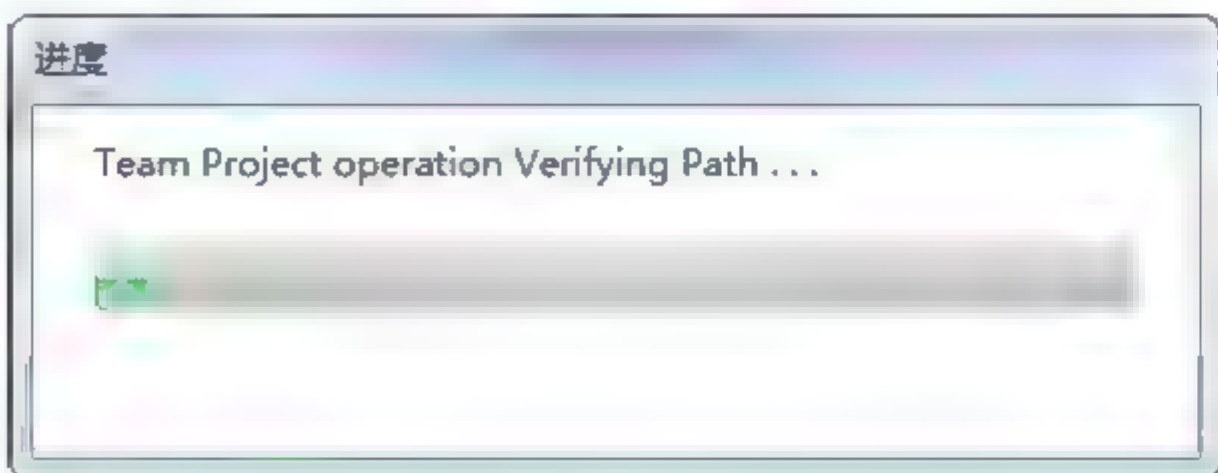 进度
Team Project operation Verifying Path . . .